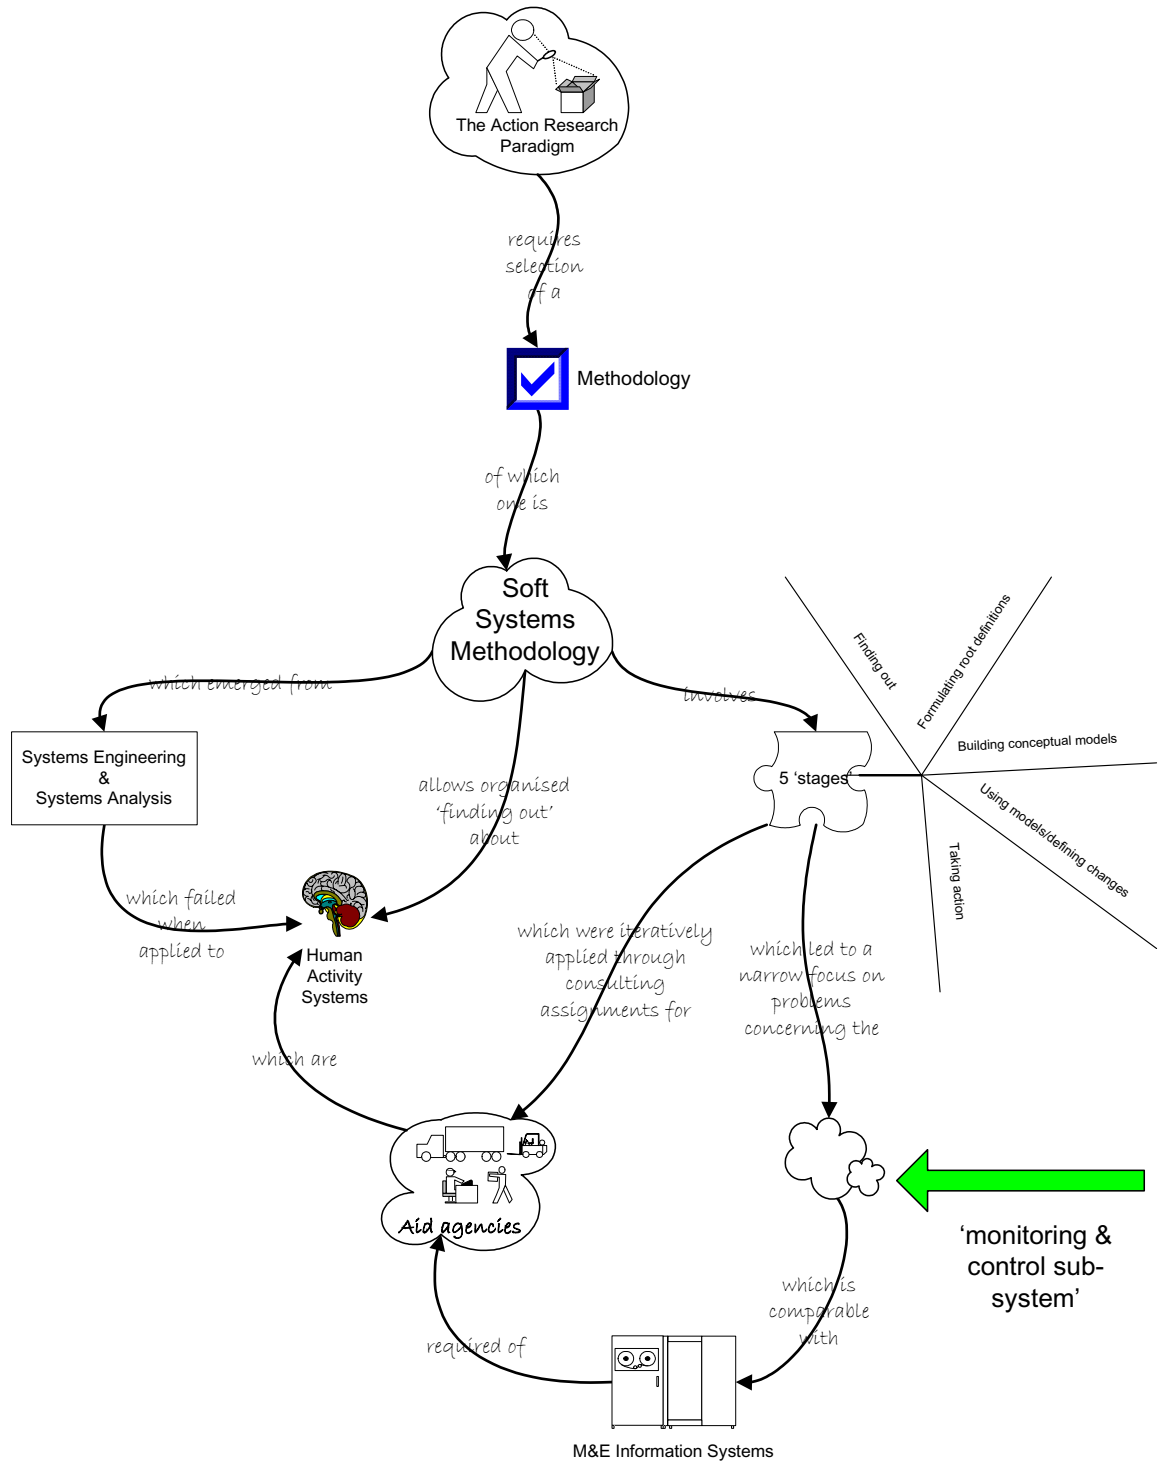 The Action Research
Paradigm
requires
selection
of a
Methodology
of which
one is
Soft
Systems
Methodology
which emerged from
involves
Finding out
Formulating root definitions
Building conceptual models
Using models/defining changes
Taking action
Systems Engineering
&
Systems Analysis
5 'stages'
allows organised
'finding out'
about
which failed
when
applied to
Human
Activity
Systems
which were iteratively
applied through
consulting
assignments for
which led to a
narrow focus on
problems
concerning the
which are
Aid agencies
'monitoring &
control sub-
system'
which is
comparable
with
required of
M&E Information Systems